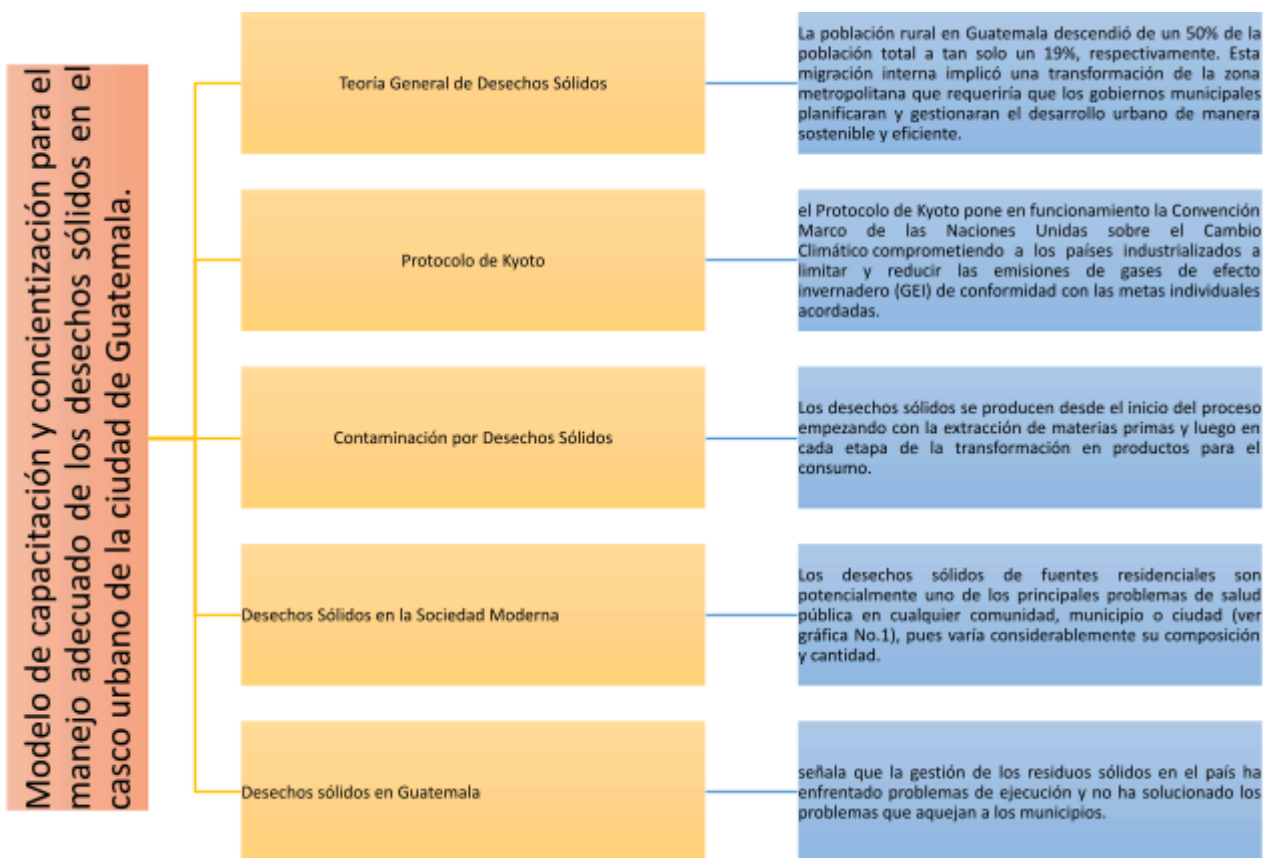 Modelo de capacitación y concientización para el
manejo adecuado de los desechos sólidos en el
casco urbano de la ciudad de Guatemala.
Teoría General de Desechos Sólidos
La población rural en Guatemala descendió de un 50% de la
población total a tan solo un 19%, respectivamente. Esta
migración interna implicó una transformación de la zona
metropolitana que requeriría que los gobiernos municipales
planificaran y gestionaran el desarrollo urbano de manera
sostenible y eficiente.
Protocolo de Kyoto
el Protocolo de Kyoto pone en funcionamiento la Convención
Marco de las Naciones Unidas sobre el Cambio
Climático comprometiendo a los países industrializados a
limitar y reducir las emisiones de gases de efecto
invernadero (GEI) de conformidad con las metas individuales
acordadas.
Contaminación por Desechos Sólidos
Los desechos sólidos se producen desde el inicio del proceso
empezando con la extracción de materias primas y luego en
cada etapa de la transformación en productos para el
consumo.
Desechos Sólidos en la Sociedad Moderna
Los desechos sólidos de fuentes residenciales son
potencialmente uno de los principales problemas de salud
pública en cualquier comunidad, municipio o ciudad (ver
gráfica No.1), pues varía considerablemente su composición
y cantidad.
Desechos sólidos en Guatemala
señala que la gestión de los residuos sólidos en el país ha
enfrentado problemas de ejecución y no ha solucionado los
problemas que aquejan a los municipios.